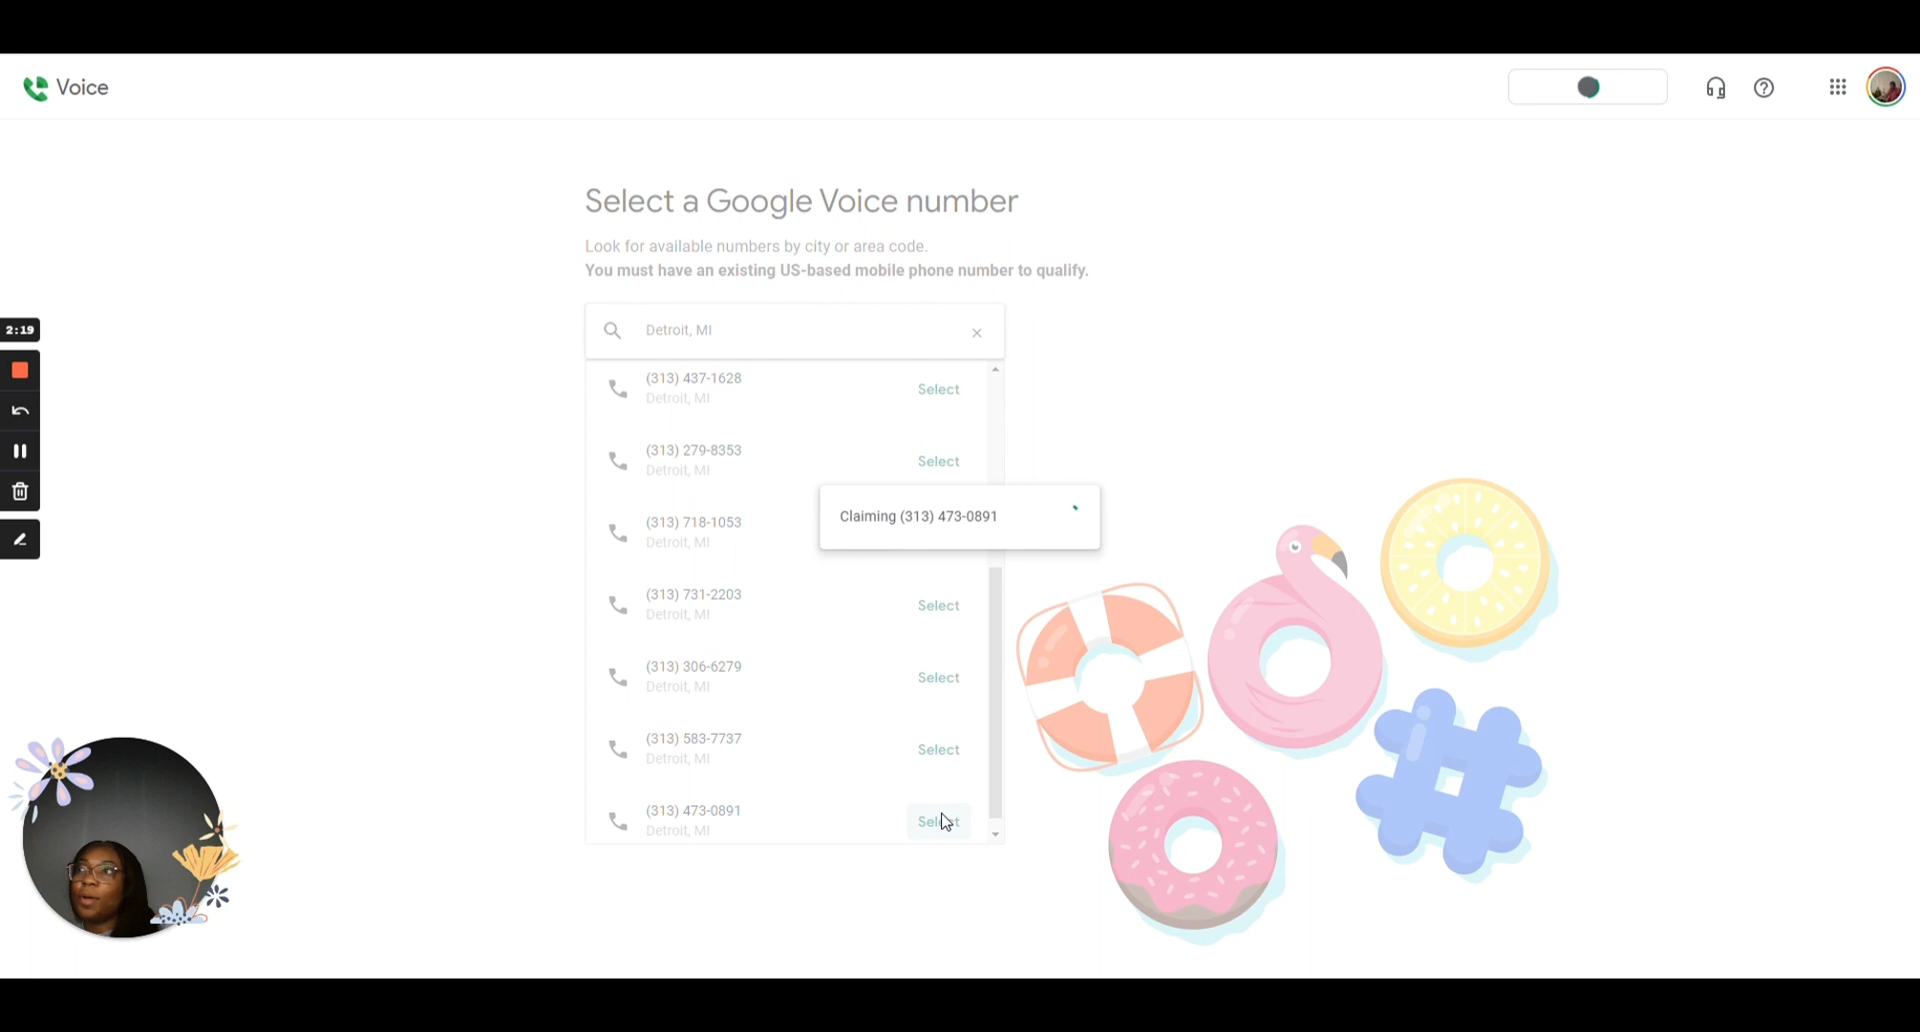 Voice
Select a Google Voice number
Look for available numbers by city or area code.
You must have an existing US-based mobile phone number to qualify.
2:19
Detroit, MI
(313) 437-1628
Detroit, MI
Select
(313) 279-8353
Detroit, MI
Select
(313) 718-1053
Detroit, MI
Claiming (313) 473-0891
(313) 731-2203
Detroit, MI
Select
(313) 306-6279
Detroit, MI
Select
(313) 583-7737
Detroit, MI
Select
(313) 473-0891
Detroit, MI
Select